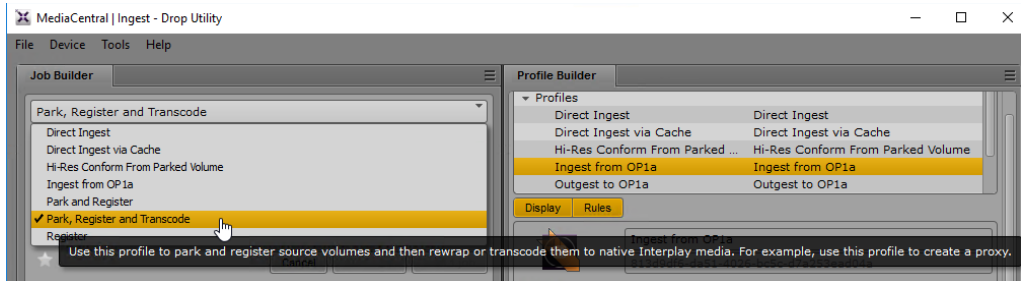 MediaCentral | Ingest - Drop Utility
File Device Tools Help
Job Builder
Park, Register and Transcode
Direct Ingest
Direct Ingest via Cache
Hi-Res Conform From Parked Volume
Ingest from OP1a
Park and Register
✓ Park, Register and Transcode
Register
Use this profile to park and register source volumes and then rewrap or transcode them to native Interplay media. For example, use this profile to create a proxy.
Cancel
Profile Builder
Profiles
Direct Ingest Direct Ingest
Direct Ingest via Cache Direct Ingest via Cache
Hi-Res Conform From Parked ... Hi-Res Conform From Parked Volume
Ingest from OP1a Ingest from OP1a
Outgest to OP1a Outgest to OP1a
Display Rules
Ingest from OP1a